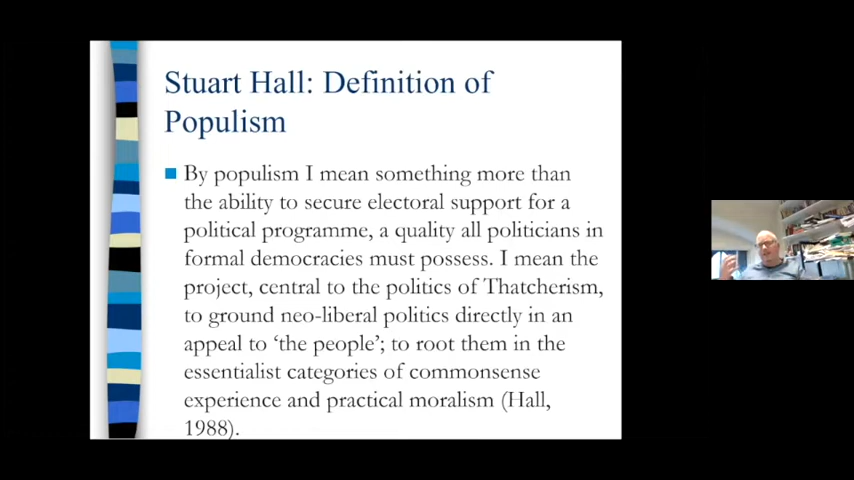 Stuart Hall: Definition of
Populism
By populism I mean something more than
the ability to secure electoral support for a
political programme, a quality all politicians in
formal democracies must possess. I mean the
project, central to the politics of Thatcherism,
to ground neo-liberal politics directly in an
appeal to ‘the people’; to root them in the
essentialist categories of commonsense
experience and practical moralism (Hall,
1988).